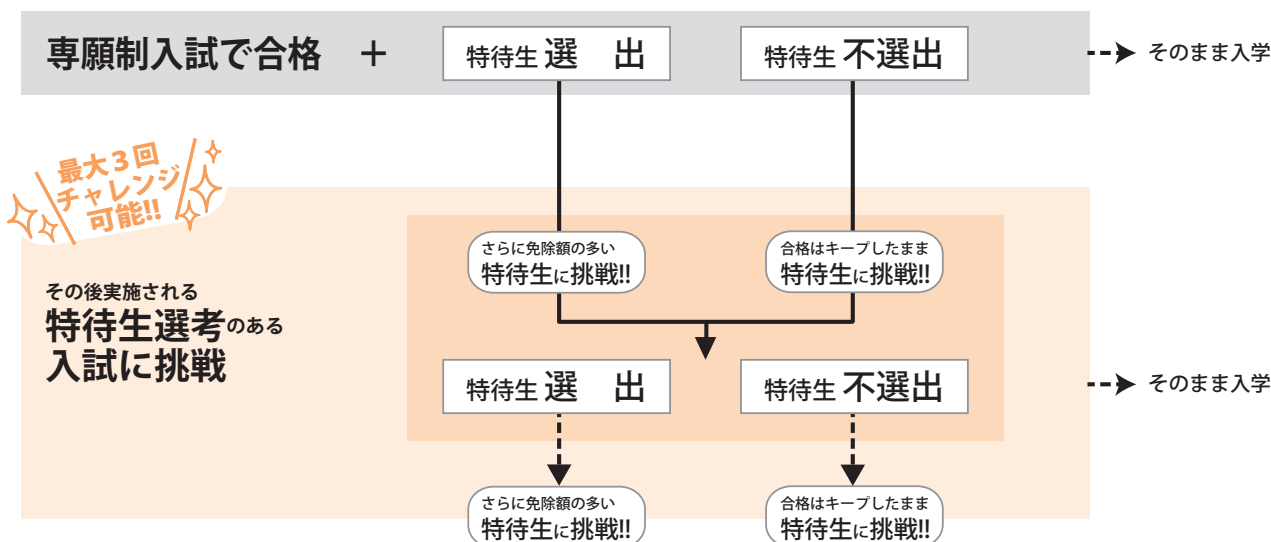 専願制入試で合格 ＋ 特待生 選 出 特待生 不選出 そのまま入学
最大３回
チャレンジ
可能!!
さらに免除額の多い
特待生に挑戦!!
合格はキープしたまま
特待生に挑戦!!
その後実施される
特待生選考のある
入試に挑戦
特待生 選 出 特待生 不選出 そのまま入学
さらに免除額の多い
特待生に挑戦!!
合格はキープしたまま
特待生に挑戦!!